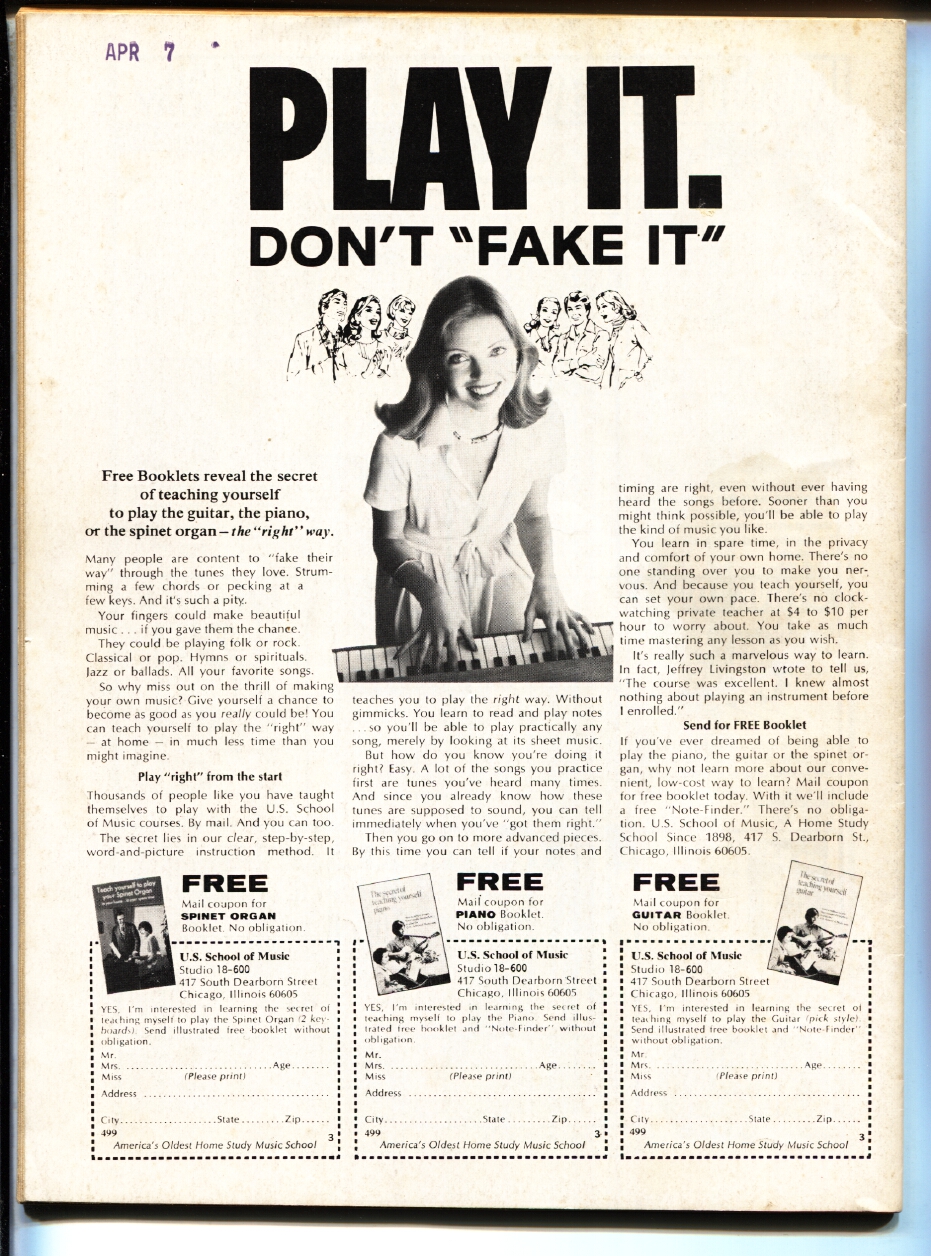 APR 7
PLAY IT.
DON'T "FAKE IT"
Free Booklets reveal the secret
of teaching yourself
to play the guitar, the piano,
or the spinet organ – the "right" way.
Many people are content to "fake their
way" through the tunes they love. Strum-
ming a few chords or pecking at a
few keys. And it's such a pity.
Your fingers could make beautiful
music . . . if you gave them the chance.
They could be playing folk or rock.
Classical or pop. Hymns or spirituals.
Jazz or ballads. All your favorite songs.
So why miss out on the thrill of making
your own music? Give yourself a chance to
become as good as you really could be! You
can teach yourself to play the "right" way
— at home — in much less time than you
might imagine.
Play "right" from the start
Thousands of people like you have taught
themselves to play with the U.S. School
of Music courses. By mail. And you can too.
The secret lies in our clear, step-by-step,
word-and-picture instruction method. It
teaches you to play the right way. Without
gimmicks. You learn to read and play notes
. . . so you'll be able to play practically any
song, merely by looking at its sheet music.
But how do you know you're doing it
right? Easy. A lot of the songs you practice
first are tunes you've heard many times.
And since you already know how these
tunes are supposed to sound, you can tell
immediately when you've "got them right."
Then you go on to more advanced pieces.
By this time you can tell if your notes and
timing are right, even without ever having
heard the songs before. Sooner than you
might think possible, you'll be able to play
the kind of music you like.
You learn in spare time, in the privacy
and comfort of your own home. There's no
one standing over you to make you ner-
vous. And because you teach yourself, you
can set your own pace. There's no clock-
watching private teacher at $4 to $10 per
hour to worry about. You take as much
time mastering any lesson as you wish.
It's really such a marvelous way to learn.
In fact, Jeffrey Livingston wtote to tell us,
"The course was excellent. I knew almost
nothing about playing an instrument before
I enrolled."
Send for FREE Booklet
If you've ever dreamed of being able to
play the piano, the guitar or the spinet or-
gan, why not learn more about our conve-
nient, low-cost way to learn? Mail coupon
for free booklet today. With it we'll include
a free "Note-Finder." There's no obliga-
tion. U.S. School of Music, A Home Study
School Since 1898, 417 S. Dearborn St.,
Chicago, Illinois 60605.
Teach yourself to play
your Spinet Organ
FREE
Mail coupon for
SPINET ORGAN
Booklet. No obligation.
U.S. School of Music
Studio 18-600
417 South Dearborn Street
Chicago, Illinois 60605
YES, I'm interested in learning the secret of
teaching myself to play the Spinet Organ (2 key-
boards). Send illustrated free booklet without
obligation.
Mr.
Mrs. ............................ Age........
Miss (Please print)
Address ....................................
City.................... State ......... Zip......
499 3
America's Oldest Home Study Music School
The secret of
teaching yourself
piano
FREE
Mail coupon for
PIANO Booklet.
No obligation.
U.S. School of Music
Studio 18-600
417 South Dearborn Street
Chicago, Illinois 60605
YES, I'm interested in learning the secret of
teaching myself to play the Piano. Send illus-
trated free booklet and "Note-Finder" without
obligation.
Mr.
Mrs. ............................ Age........
Miss (Please print)
Address ....................................
City.................... State ......... Zip......
499 3
America's Oldest Home Study Music School
FREE
Mail coupon for
GUITAR Booklet.
No obligation.
The secret of
teaching yourself
guitar
U.S. School of Music
Studio 18-600
417 South Dearborn Street
Chicago, Illinois 60605
YES, I'm interested in learning the secret of
teaching myself to play the Guitar (pick style).
Send illustrated free booklet and "Note-Finder"
without obligation.
Mr.
Mrs. ............................ Age........
Miss (Please print)
Address ....................................
City.................... State ......... Zip......
499 3
America's Oldest Home Study Music School